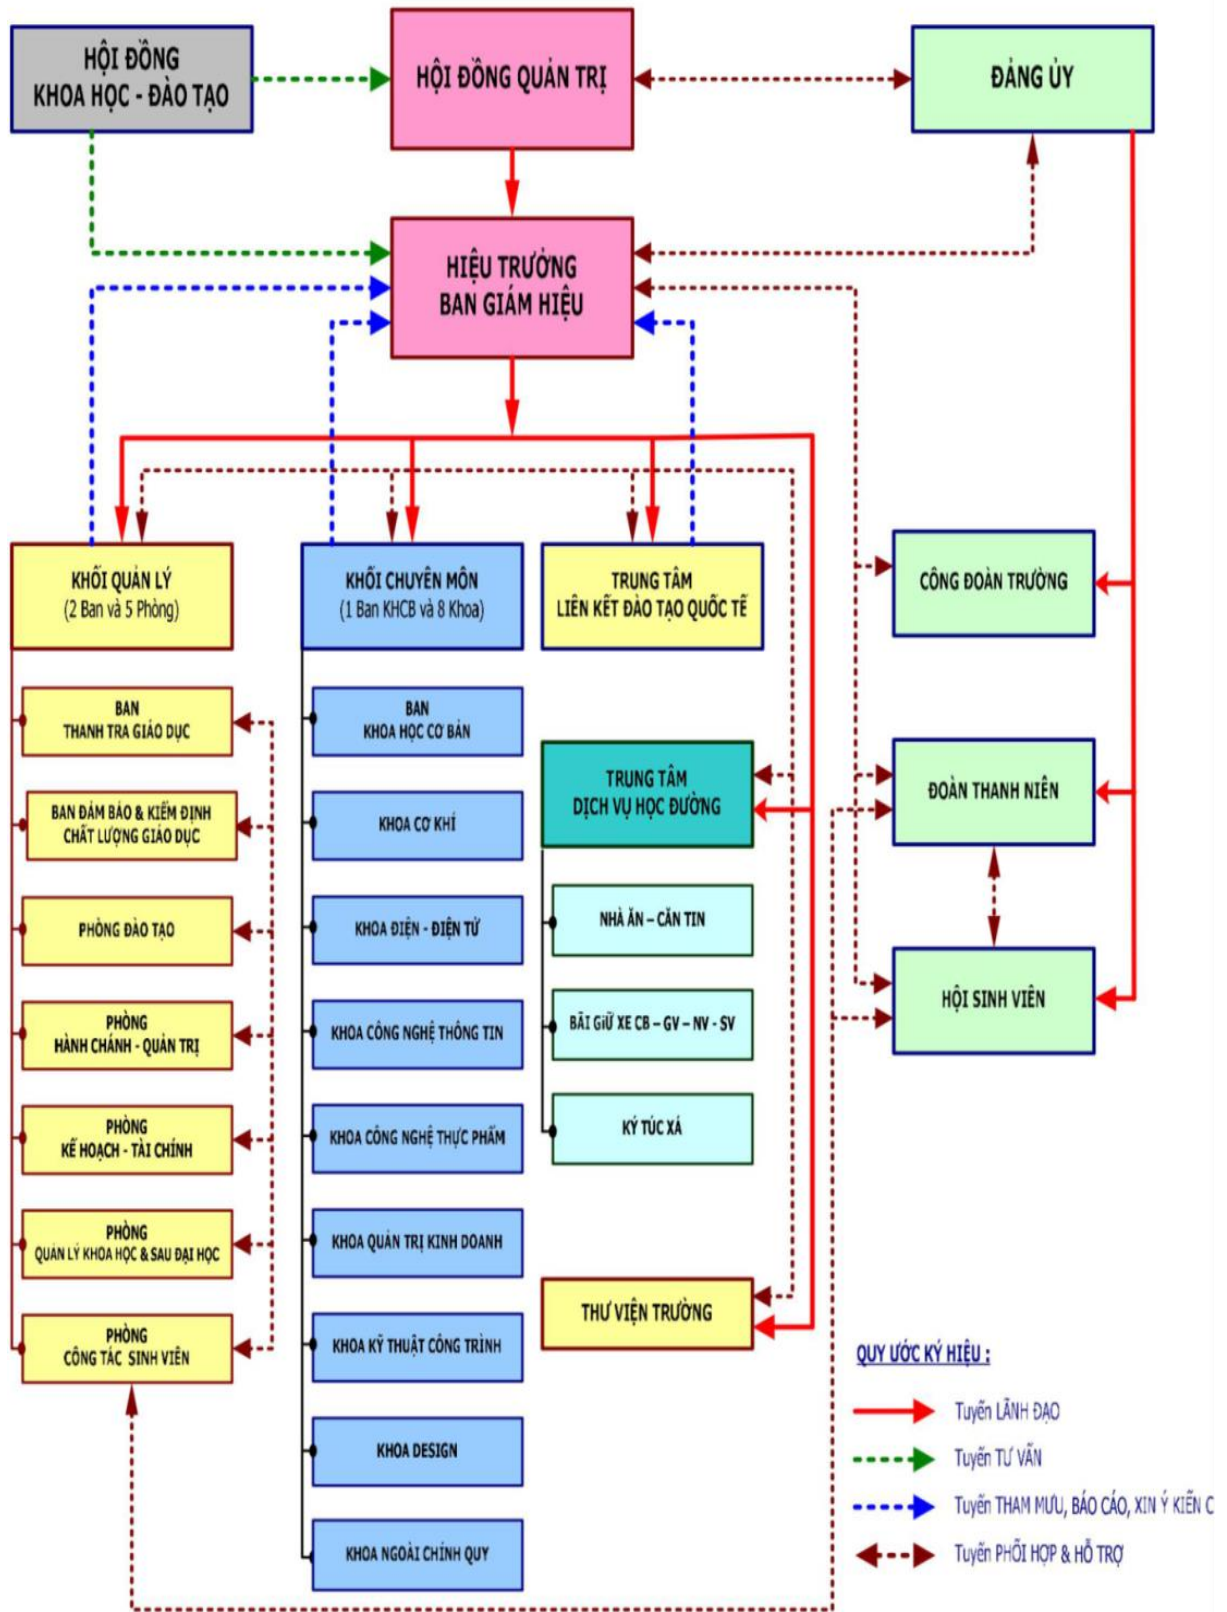 HỘI ĐỒNG
KHOA HỌC - ĐÀO TẠO
HỘI ĐỒNG QUẢN TRỊ
ĐẢNG ỦY
HIỆU TRƯỞNG
BAN GIÁM HIỆU
KHỐI QUẢN LÝ
(2 Ban và 5 Phòng)
BAN
THANH TRA GIÁO DỤC
BAN ĐẢM BẢO & KIỂM ĐỊNH
CHẤT LƯỢNG GIÁO DỤC
PHÒNG ĐÀO TẠO
PHÒNG
HÀNH CHÁNH - QUẢN TRỊ
PHÒNG
KẾ HOẠCH - TÀI CHÍNH
PHÒNG
QUẢN LÝ KHOA HỌC & SAU ĐẠI HỌC
PHÒNG
CÔNG TÁC SINH VIÊN
KHỐI CHUYÊN MÔN
(1 Ban KHCB và 8 Khoa)
BAN
KHOA HỌC CƠ BẢN
KHOA CƠ KHÍ
KHOA ĐIỆN - ĐIỆN TỬ
KHOA CÔNG NGHỆ THÔNG TIN
KHOA CÔNG NGHỆ THỰC PHẨM
KHOA QUẢN TRỊ KINH DOANH
KHOA KỸ THUẬT CÔNG TRÌNH
KHOA DESIGN
KHOA NGOÀI CHÍNH QUY
TRUNG TÂM
LIÊN KẾT ĐÀO TẠO QUỐC TẾ
TRUNG TÂM
DỊCH VỤ HỌC ĐƯỜNG
NHÀ ĂN – CĂN TIN
BÃI GIỮ XE CB – GV – NV - SV
KÝ TÚC XÁ
THƯ VIỆN TRƯỜNG
CÔNG ĐOÀN TRƯỜNG
ĐOÀN THANH NIÊN
HỘI SINH VIÊN
QUY ƯỚC KÝ HIỆU :
Tuyến LÃNH ĐẠO
Tuyến TƯ VẤN
Tuyến THAM MƯU, BÁO CÁO, XIN Ý KIẾN C
Tuyến PHỐI HỢP & HỖ TRỢ